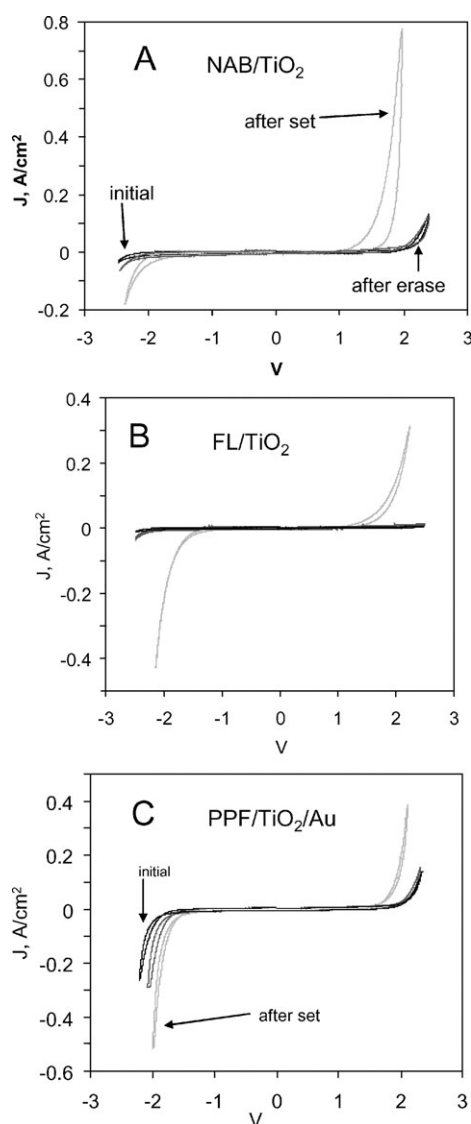 A
NAB/TiO₂
J, A/cm²
0.8
0.6
0.4
0.2
0
-0.2
after set
initial
after erase
-3 -2 -1 0 1 2 3
V
B
FL/TiO₂
J, A/cm²
0.4
0.2
0
-0.2
-0.4
-3 -2 -1 0 1 2 3
V
C
PPF/TiO₂/Au
J, A/cm²
0.4
0.2
0
-0.2
-0.4
-0.6
initial
after set
-3 -2 -1 0 1 2 3
V